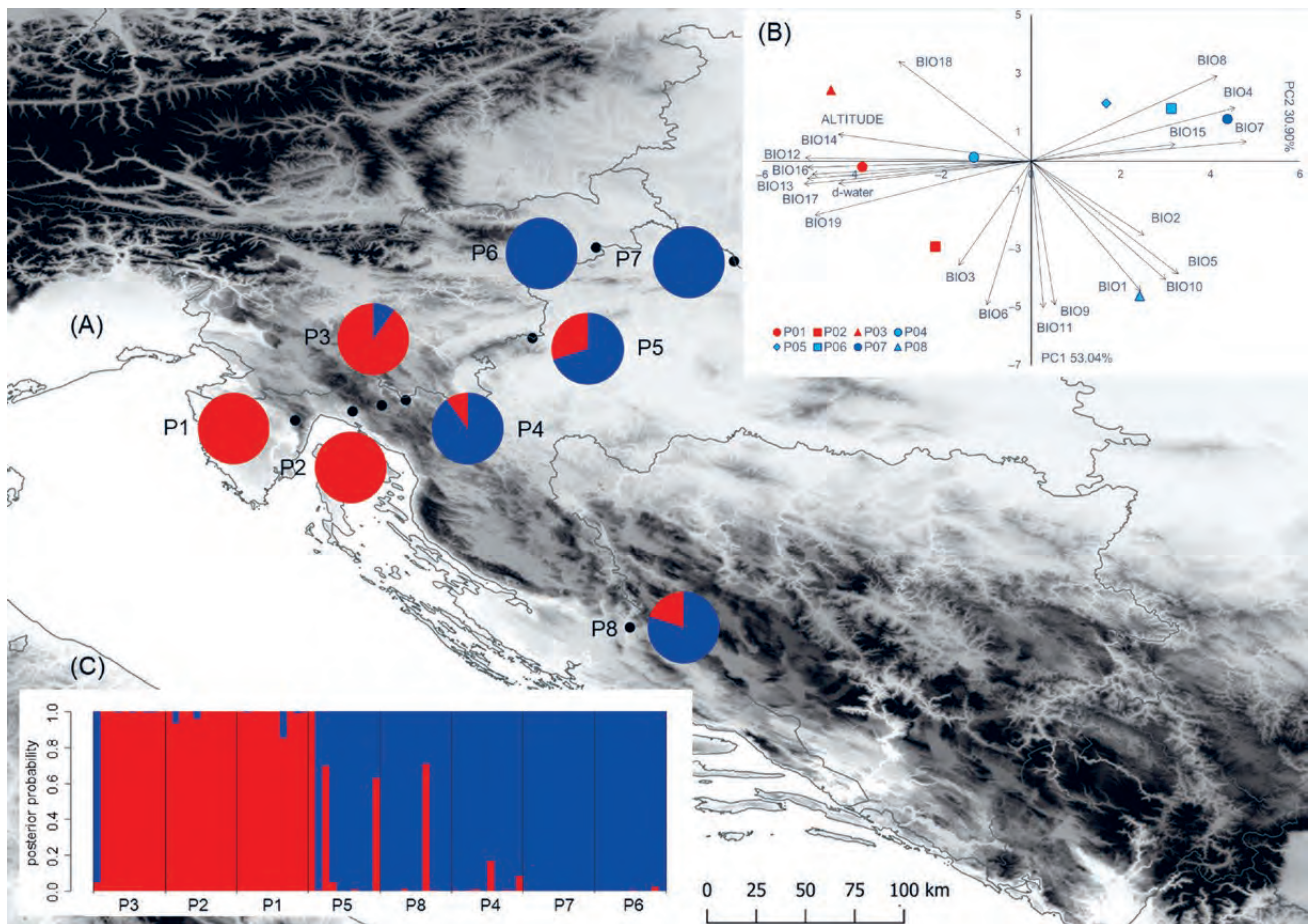 (B)
5
BIO18
BIO8
3
BIO4
ALTITUDE
BIO15
BIO7
1
PC2 30.90%
BIO14
BIO12
-6
-4
-2
2
4
6
BIO16
BIO13
d-water
-1
BIO17
BIO19
BIO2
-3
BIO3
BIO5
BIO10
BIO1
BIO6
BIO9
-5
BIO11
P01 P02 P03 P04
P05 P06 P07 P08
PC1 53.04%
-7
(A)
P6
P7
P3
P5
P1
P4
P2
P8
(C)
posterior probability
1.0
0.8
0.6
0.4
0.2
0.0
P3 P2 P1 P5 P8 P4 P7 P6
0 25 50 75 100 km